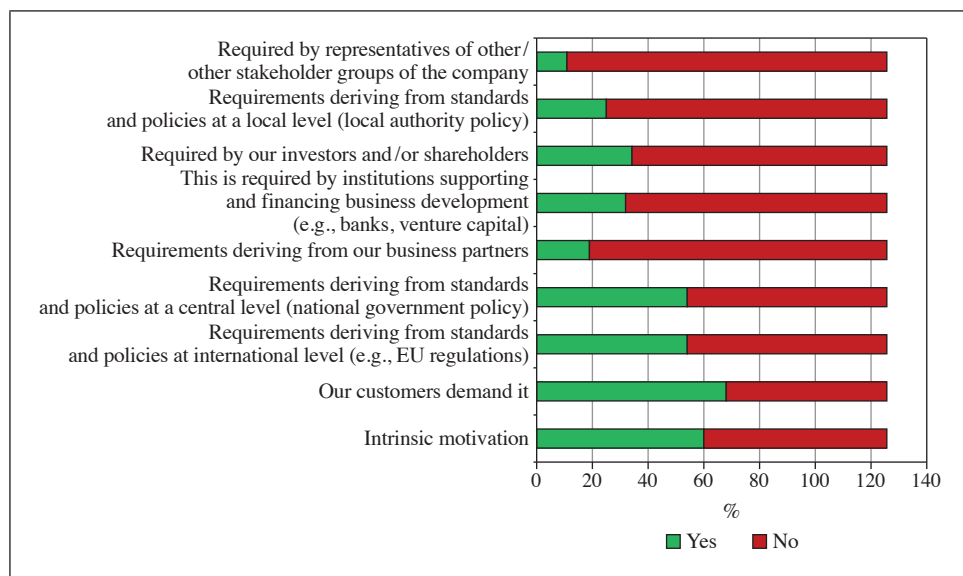 Required by representatives of other/
other stakeholder groups of the company
Requirements deriving from standards
and policies at a local level (local authority policy)
Required by our investors and/or shareholders
This is required by institutions supporting
and financing business development
(e.g., banks, venture capital)
Requirements deriving from our business partners
Requirements deriving from standards
and policies at a central level (national government policy)
Requirements deriving from standards
and policies at international level (e.g., EU regulations)
Our customers demand it
Intrinsic motivation
0 20 40 60 80 100 120 140
%
Yes No